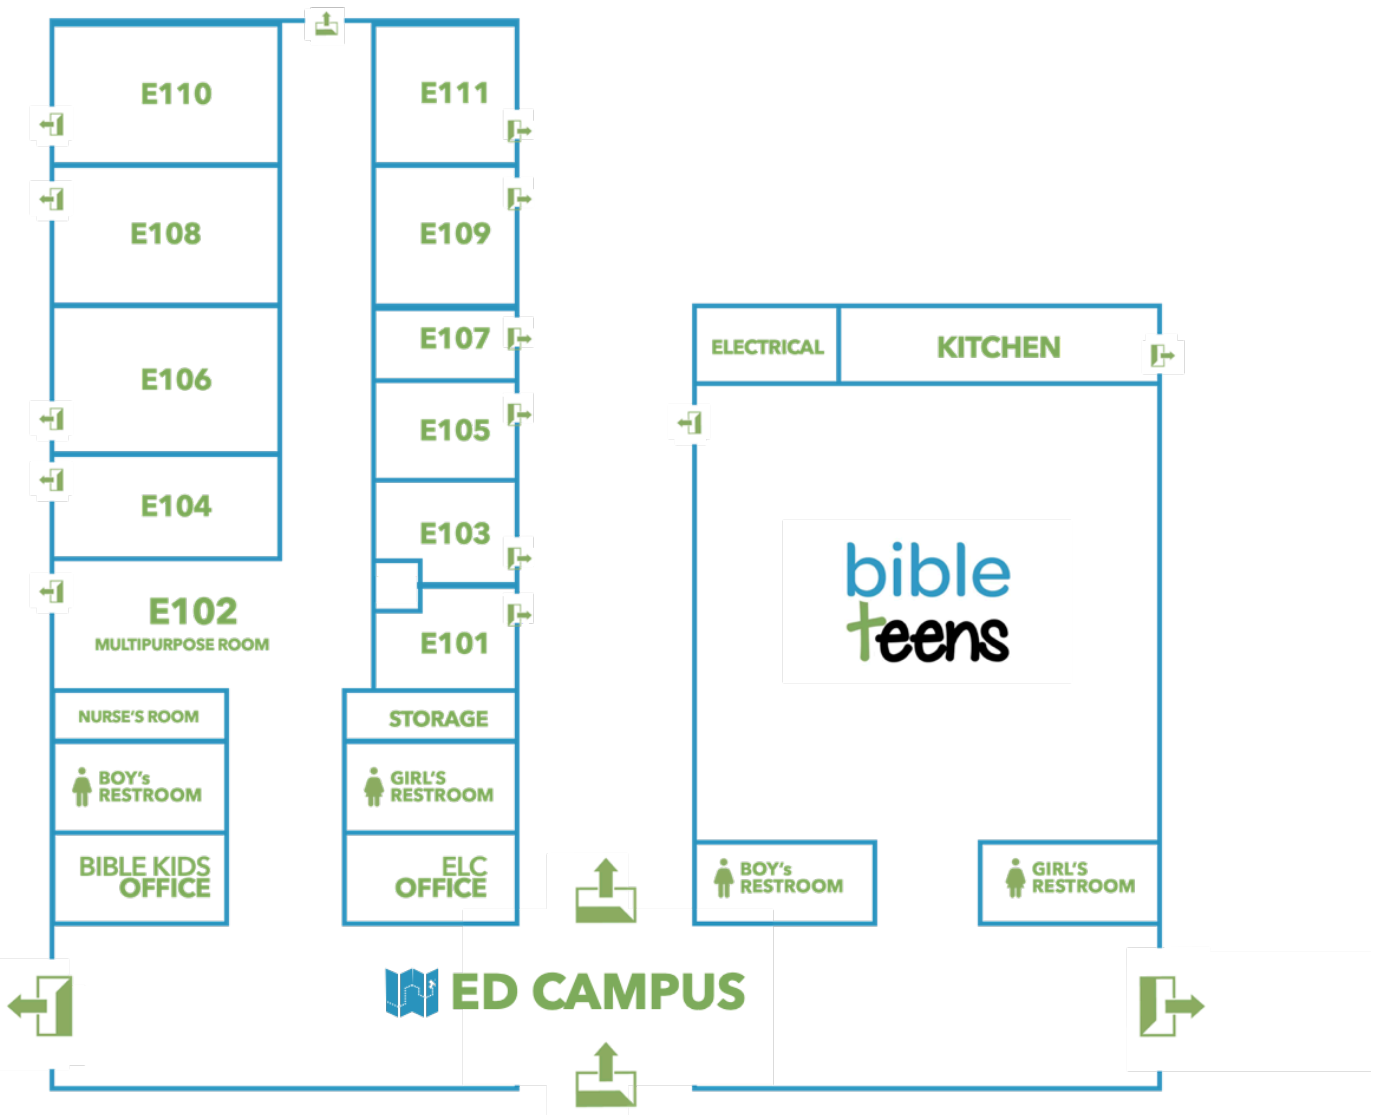 E110
E111
E108
E109
E107
ELECTRICAL
KITCHEN
E106
E105
E104
E103
bible
teens
E102
MULTIPURPOSE ROOM
E101
NURSE'S ROOM
STORAGE
BOY's
RESTROOM
GIRL'S
RESTROOM
BIBLE KIDS
OFFICE
ELC
OFFICE
BOY's
RESTROOM
GIRL'S
RESTROOM
ED CAMPUS